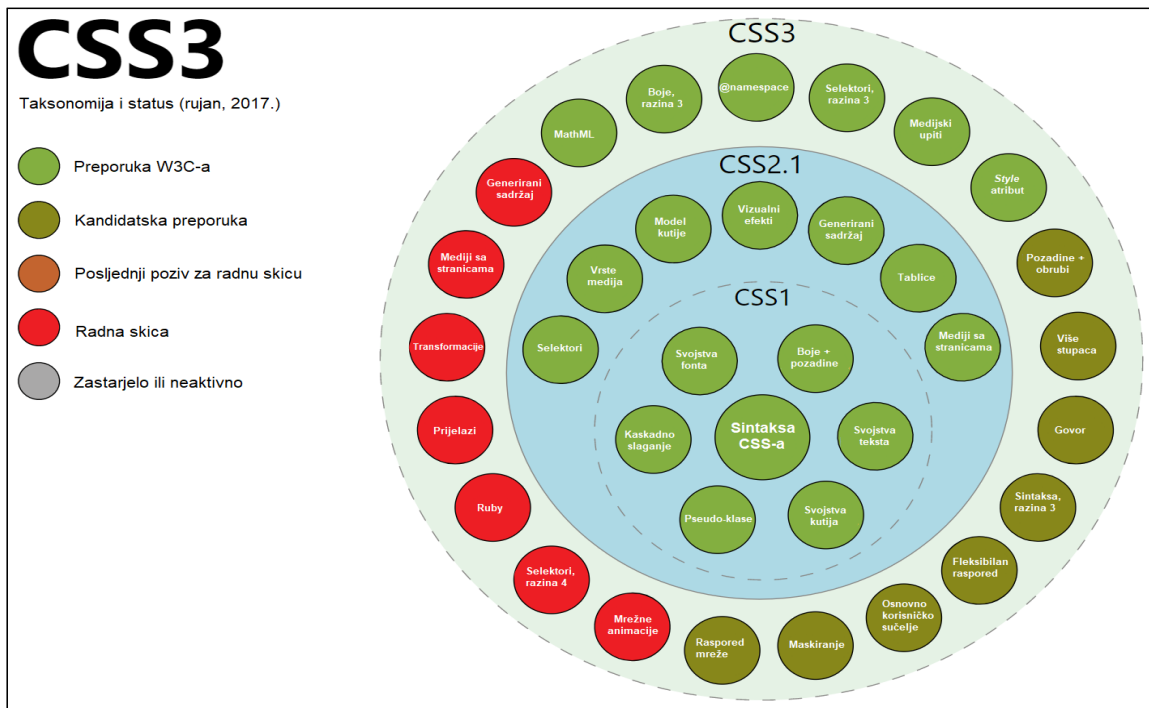 CSS3
Taksonomija i status (rujan, 2017.)
Preporuka W3C-a
Kandidatska preporuka
Posljednji poziv za radnu skicu
Radna skica
Zastarjelo ili neaktivno
CSS3
@namespace
Boje,
razina 3
Selektori,
razina 3
MathML
Medijski
upiti
Generirani
sadržaj
Style
atribut
Mediji sa
stranicama
Pozadine +
obrubi
Transformacije
Više
stupaca
Prijelazi
Govor
Ruby
Sintaksa,
razina 3
Selektori,
razina 4
Fleksibilan
raspored
Mrežne
animacije
Osnovno
korisničko
sučelje
Raspored
mreže
Maskiranje
CSS2.1
Vizualni
efekti
Model
kutije
Generirani
sadržaj
Vrste
medija
Tablice
Selektori
Mediji sa
stranicama
CSS1
Svojstva
fonta
Boje +
pozadine
Kaskadno
slaganje
Sintaksa
CSS-a
Svojstva
teksta
Pseudo-klase
Svojstva
kutija